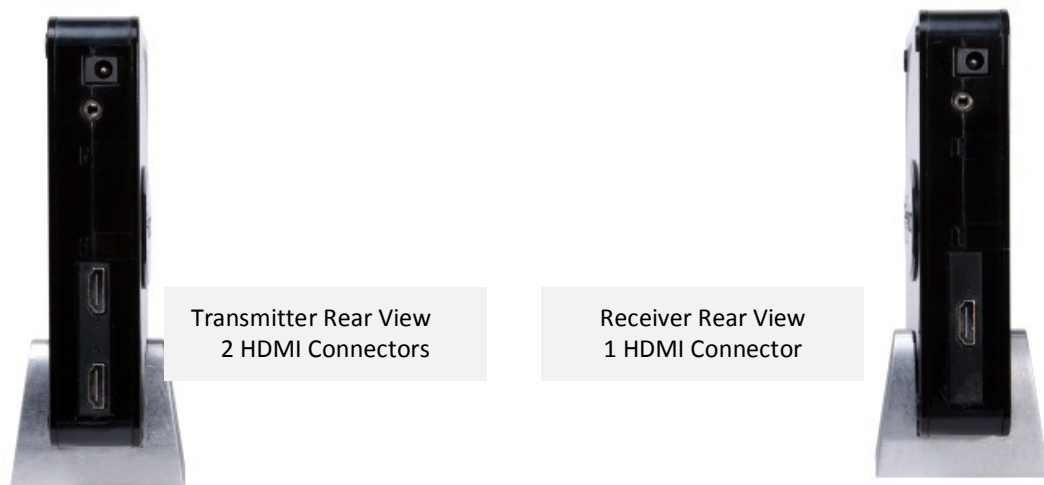 Transmitter Rear View
2 HDMI Connectors
Receiver Rear View
1 HDMI Connector